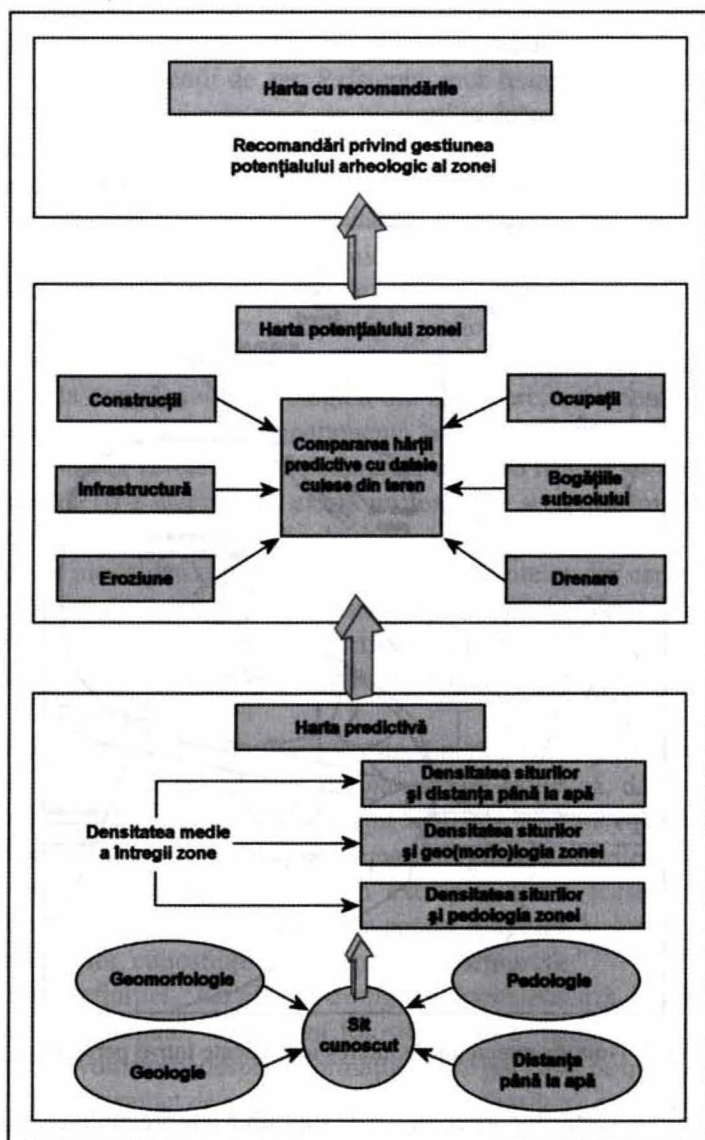 Harta cu recomandările
Recomandări privind gestiunea
potențialului arheologic al zonei
Harta potențialului zonei
Construcții
Ocupații
Compararea hărții
predictive cu datele
culese din teren
Infrastructură
Bogățiile
subsolului
Eroziune
Drenare
Harta predictivă
Densitatea siturilor
și distanța până la apă
Densitatea medie
a întregii zone
Densitatea siturilor
și geo(morfo)logia zonei
Densitatea siturilor
și pedologia zonei
Geomorfologie
Pedologie
Sit
cunoscut
Geologie
Distanța
până la apă